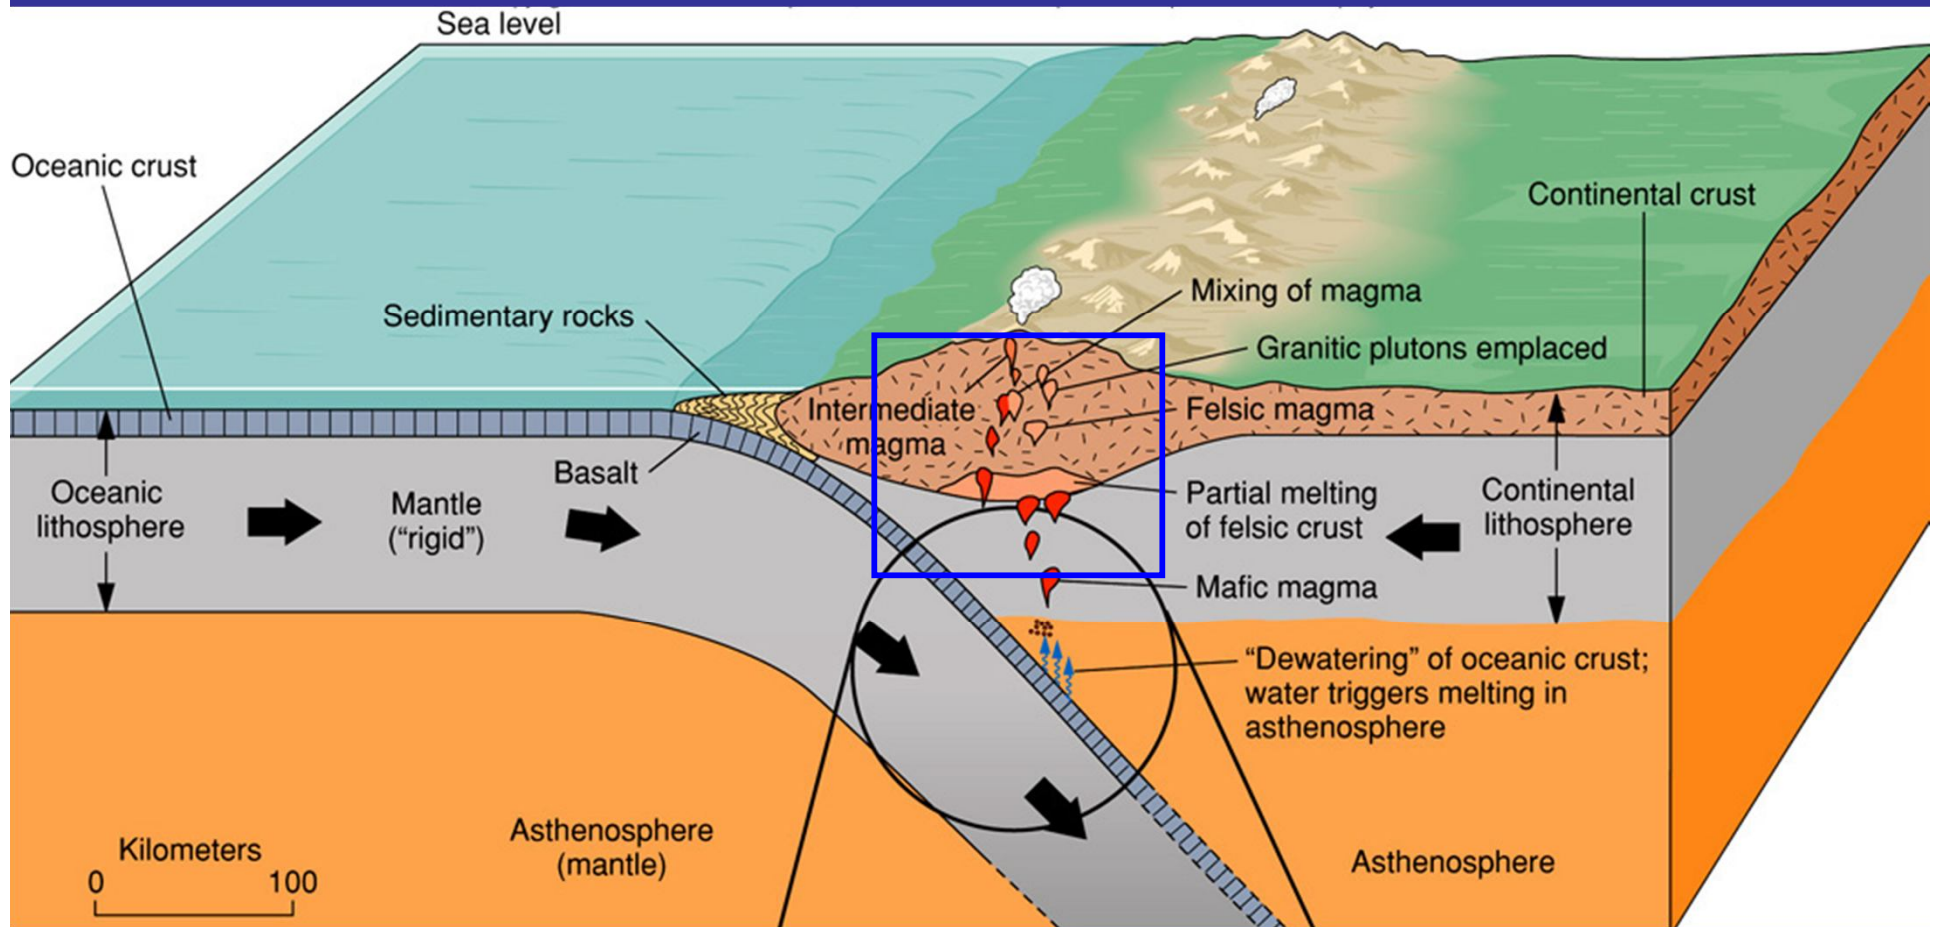 Sea level
Oceanic crust
Continental crust
Mixing of magma
Sedimentary rocks
Granitic plutons emplaced
Intermediate
magma
Felsic magma
Basalt
Oceanic
lithosphere
Mantle
(“rigid”)
Partial melting
of felsic crust
Continental
lithosphere
Mafic magma
“Dewatering” of oceanic crust;
water triggers melting in
asthenosphere
Kilometers
0 100
Asthenosphere
(mantle)
Asthenosphere